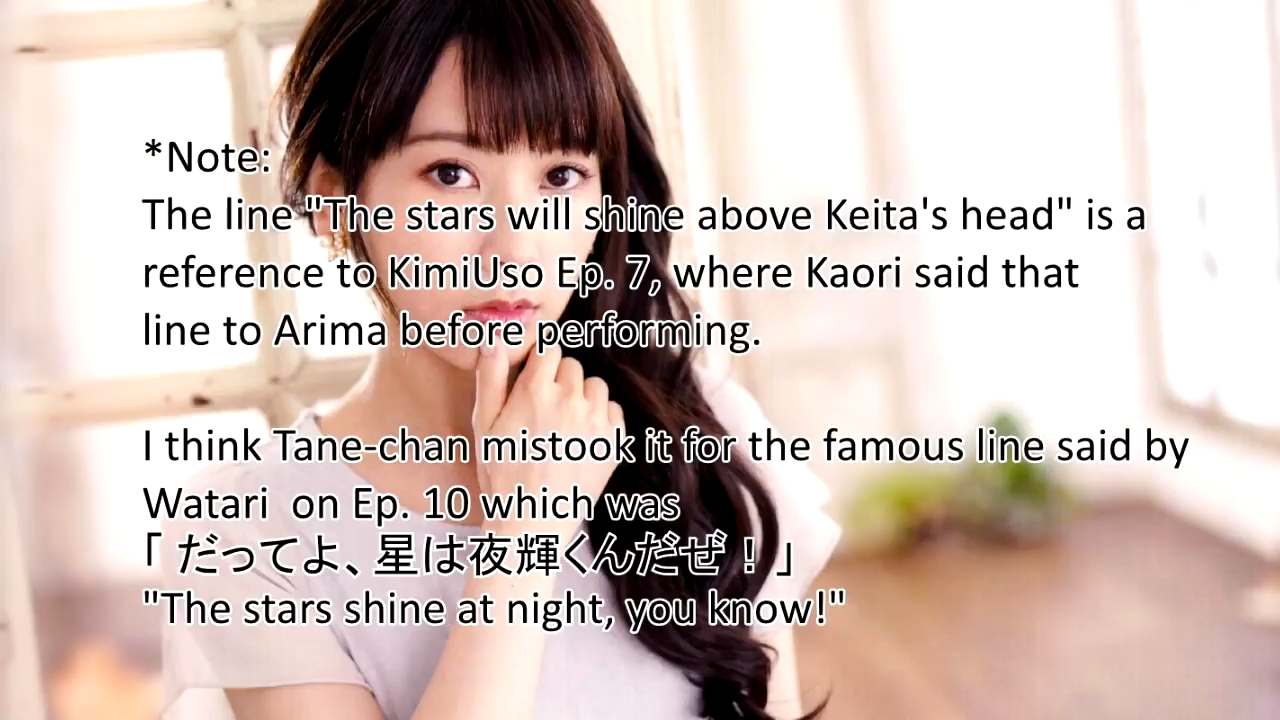 *Note:
The line "The stars will shine above Keita's head" is a
reference to KimiUso Ep. 7, where Kaori said that
line to Arima before performing.
I think Tane-chan mistook it for the famous line said by
Watari  on Ep. 10 which was
「 だってよ、星は夜輝くんだぜ！」
"The stars shine at night, you know!"